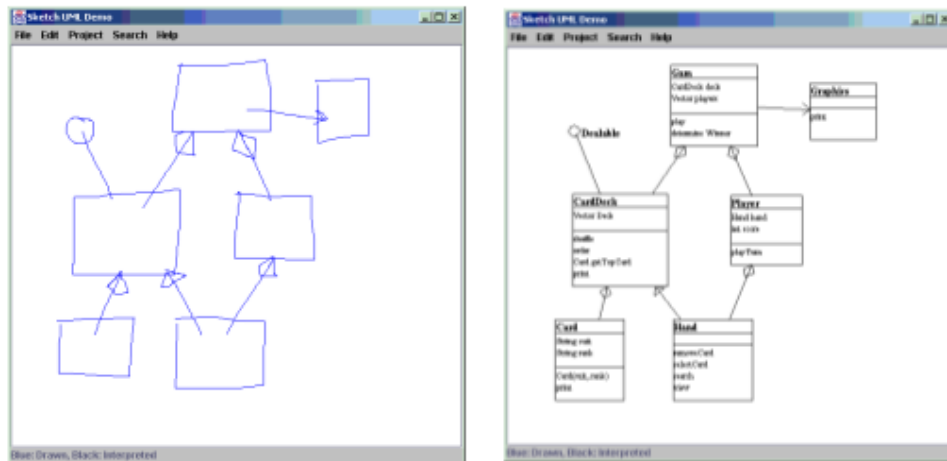 Sketch UML Demo
File Edit Project Search Help
Blue: Drawn, Black: Interpreted
Sketch UML Demo
File Edit Project Search Help
Gam
CardDeck deck
Vector players
play
determine Winner
Graphics
print
Dealable
CardDeck
Vector Deck
shuffle
order
Card getTopCard
print
Player
Hand hand
int score
playTurn
Card
String suit
String rank
Card(suit, rank)
print
Hand
removeCard
selectCard
search
view
Blue: Drawn, Black: Interpreted